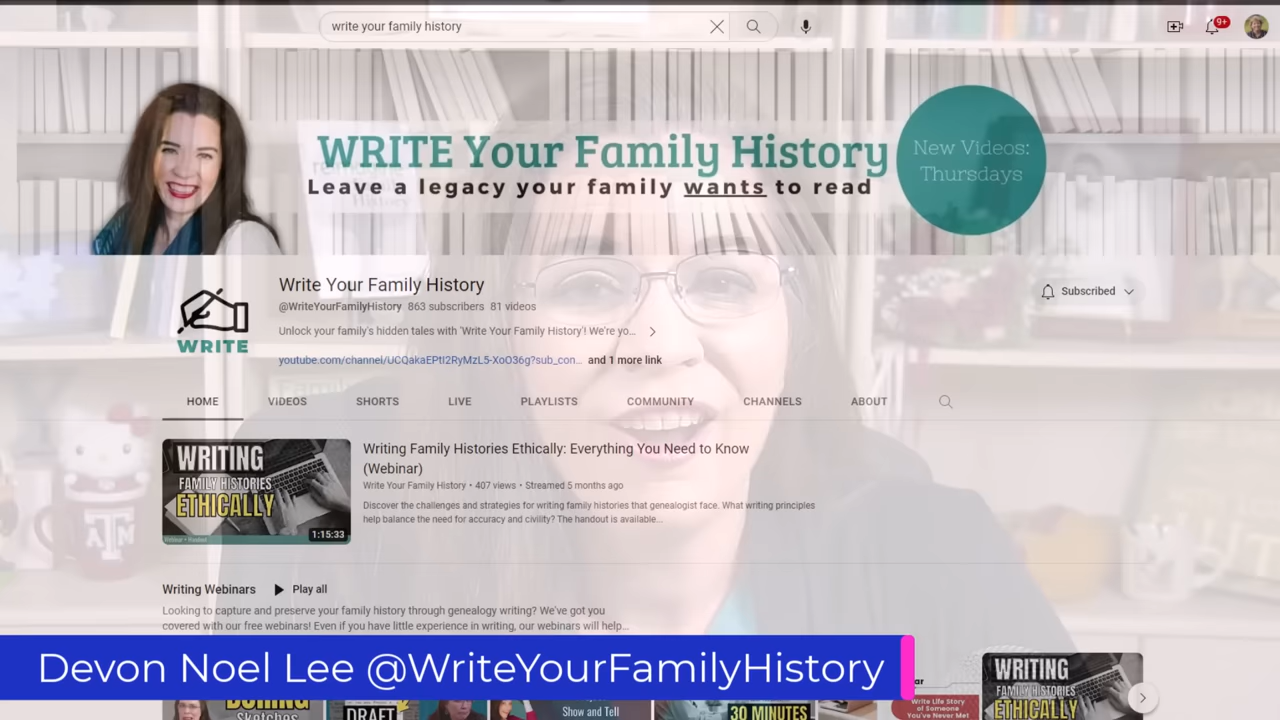 write your family history
9+
WRITE Your Family History
Leave a legacy your family wants to read
New Videos:
Thursdays
Write Your Family History
@WriteYourFamilyHistory 863 subscribers 81 videos
Unlock your family's hidden tales with 'Write Your Family History'! We're yo...
WRITE
youtube.com/channel/UCQakaEPtI2RyMzL5-XoO36g?sub_con... and 1 more link
Subscribed
HOME VIDEOS SHORTS LIVE PLAYLISTS COMMUNITY CHANNELS ABOUT
WRITING
FAMILY HISTORIES
ETHICALLY
1:15:33
Writing Family Histories Ethically: Everything You Need to Know
(Webinar)
Write Your Family History • 407 views • Streamed 5 months ago
Discover the challenges and strategies for writing family histories that genealogist face. What writing principles
help balance the need for accuracy and civility? The handout is available...
ATM
Writing Webinars Play all
Looking to capture and preserve your family history through genealogy writing? We've got you
covered with our free webinars! Even if you have little experience in writing, our webinars will help...
Devon Noel Lee @WriteYourFamilyHistory
Sketches
DRAFT
Show and Tell
30 MINUTES
Write Life Story
of Someone
You've Never Met
WRITING
FAMILY HISTORIES
ETHICALLY